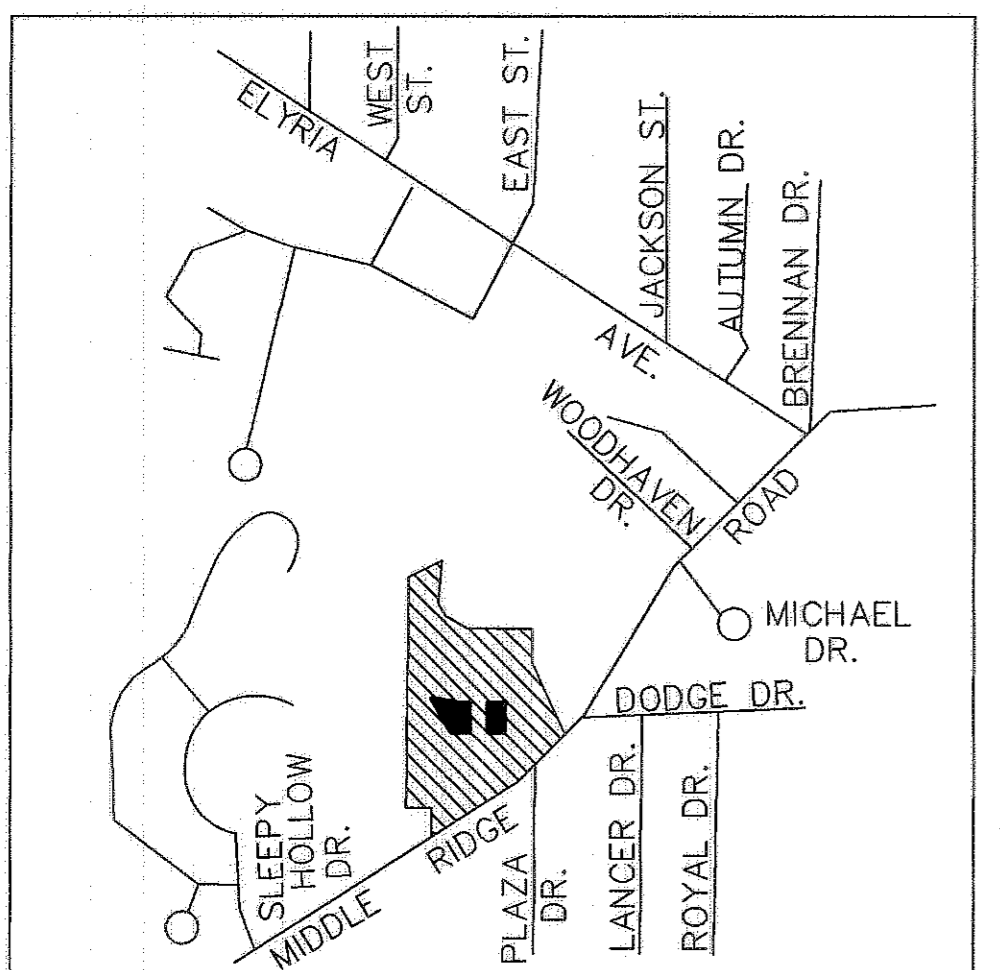 ELYRIA
WEST
ST.
EAST ST.
JACKSON ST.
AUTUMN DR.
BRENNAN DR.
AVE.
WOODHAVEN
DR.
ROAD
MICHAEL
DR.
DODGE DR.
LANCER DR.
ROYAL DR.
SLEEPY
HOLLOW
DR.
MIDDLE
RIDGE
PLAZA
DR.